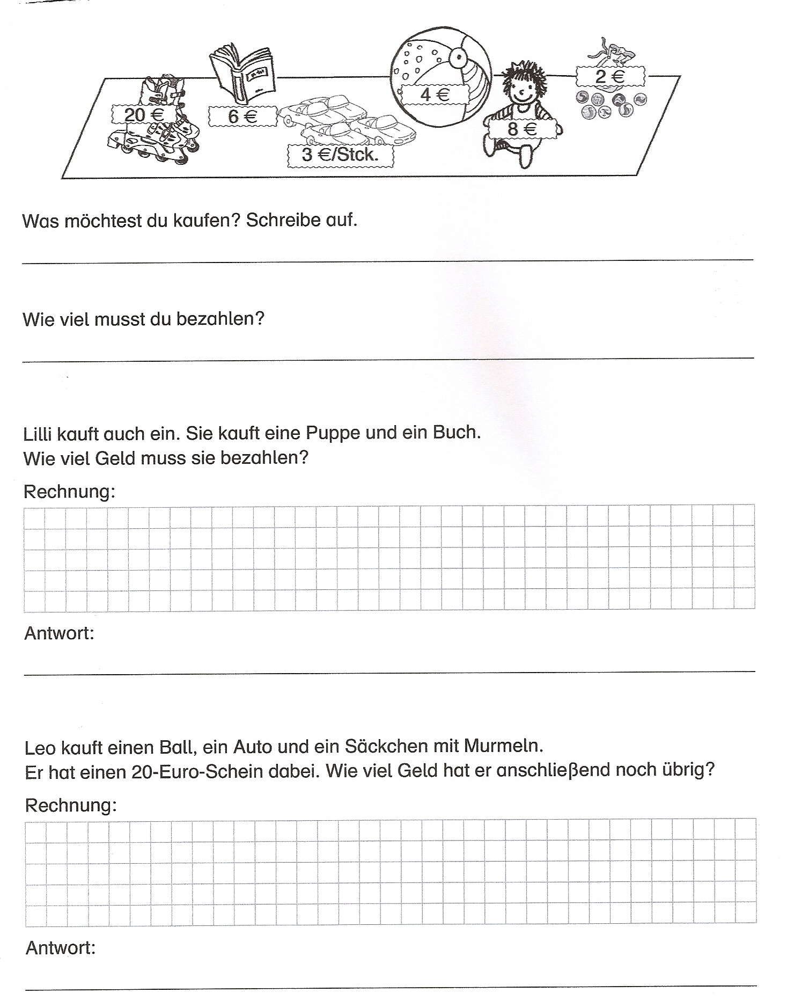 20 €
6 €
3 €/Stck.
4 €
8 €
2 €
Was möchtest du kaufen? Schreibe auf.
Wie viel musst du bezahlen?
Lilli kauft auch ein. Sie kauft eine Puppe und ein Buch.
Wie viel Geld muss sie bezahlen?
Rechnung:
Antwort:
Leo kauft einen Ball, ein Auto und ein Säckchen mit Murmeln.
Er hat einen 20-Euro-Schein dabei. Wie viel Geld hat er anschließend noch übrig?
Rechnung:
Antwort: